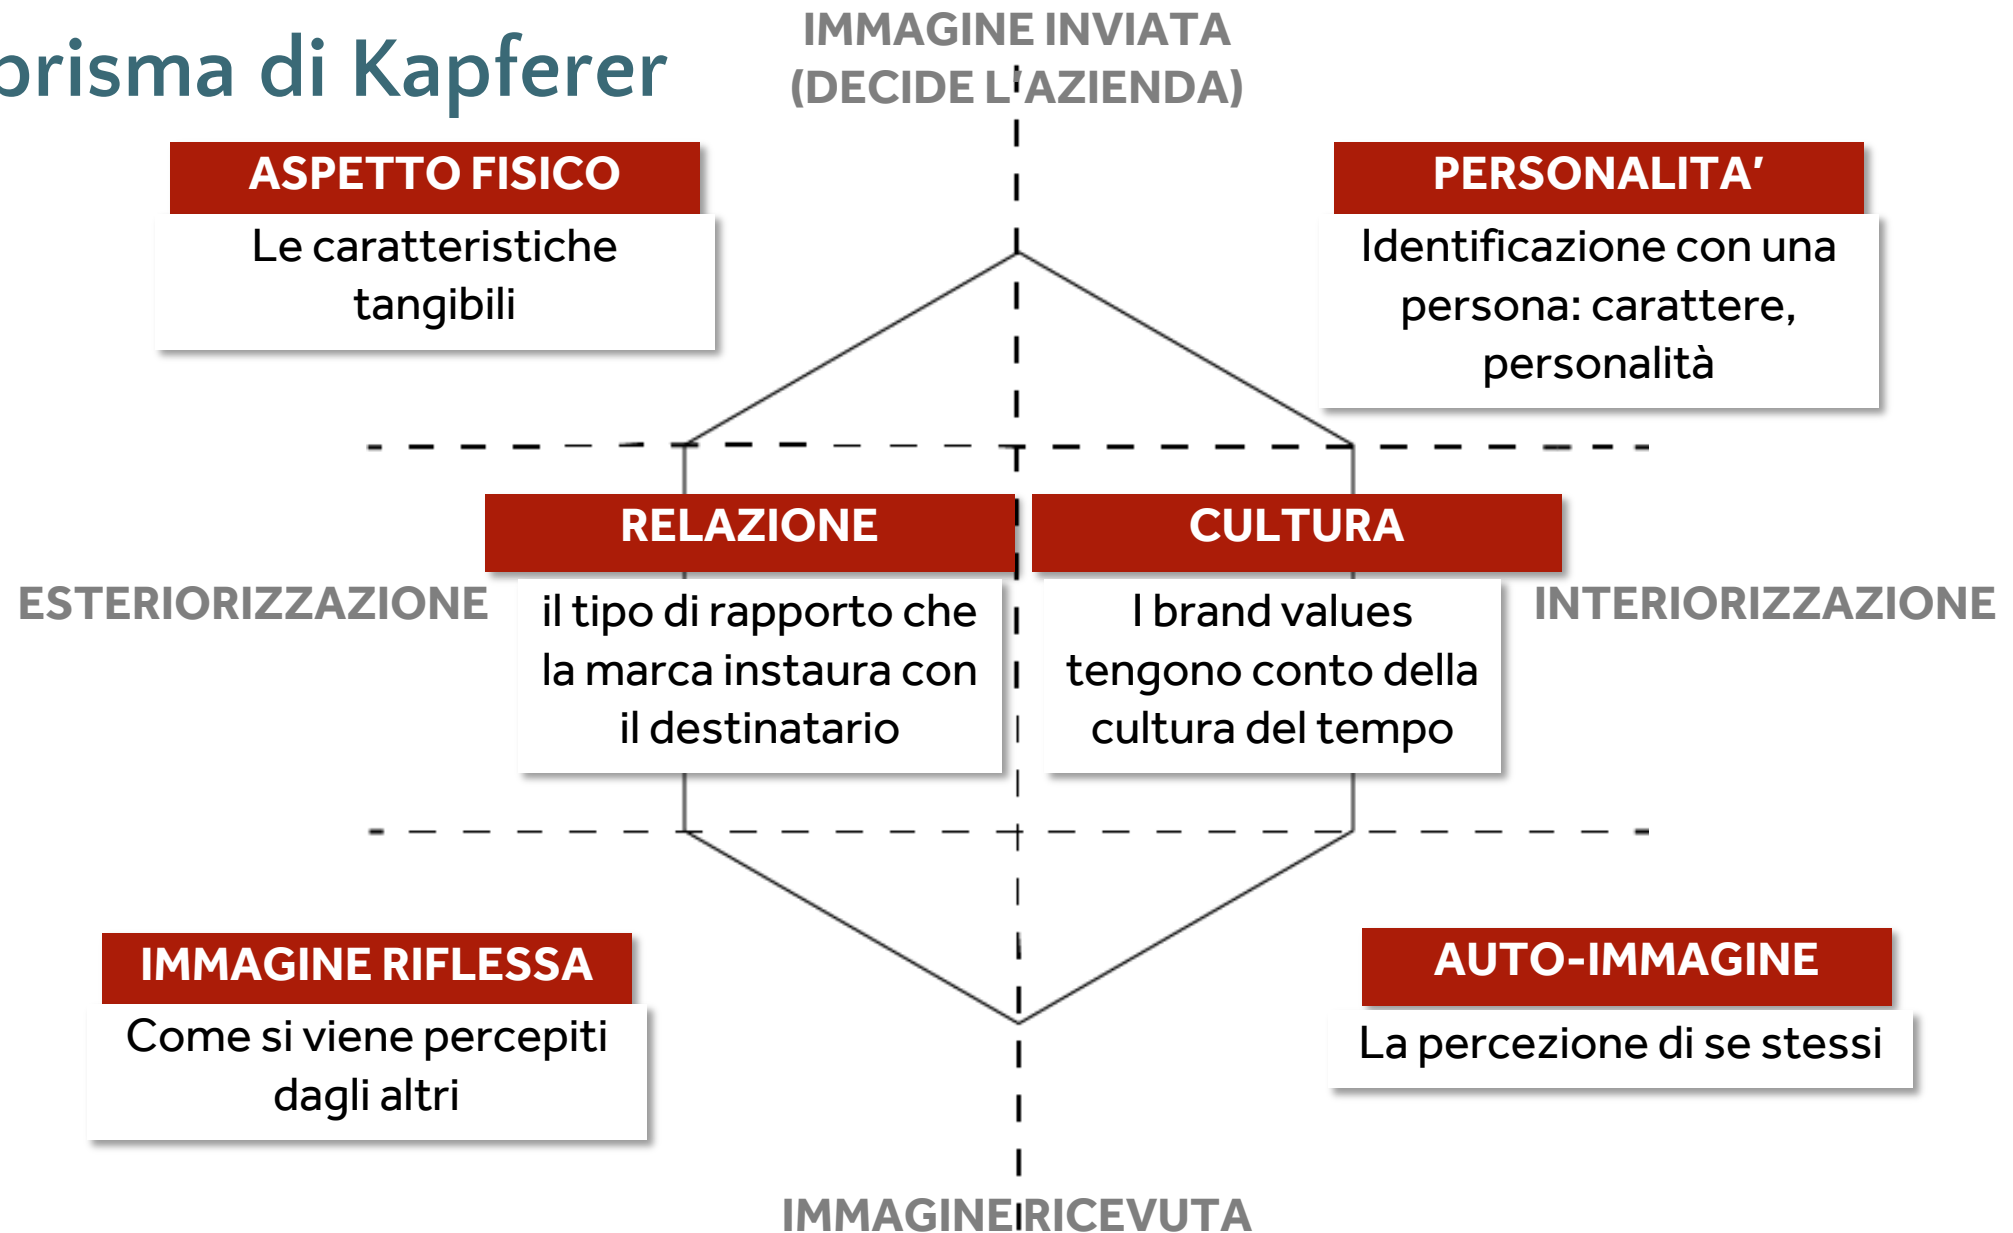 prisma di Kapferer
IMMAGINE INVIATA
(DECIDE L'AZIENDA)
ASPETTO FISICO
Le caratteristiche
tangibili
PERSONALITA’
Identificazione con una
persona: carattere,
personalità
RELAZIONE
il tipo di rapporto che
la marca instaura con
il destinatario
CULTURA
I brand values
tengono conto della
cultura del tempo
ESTERIORIZZAZIONE
INTERIORIZZAZIONE
IMMAGINE RIFLESSA
Come si viene percepiti
dagli altri
AUTO-IMMAGINE
La percezione di se stessi
IMMAGINE RICEVUTA